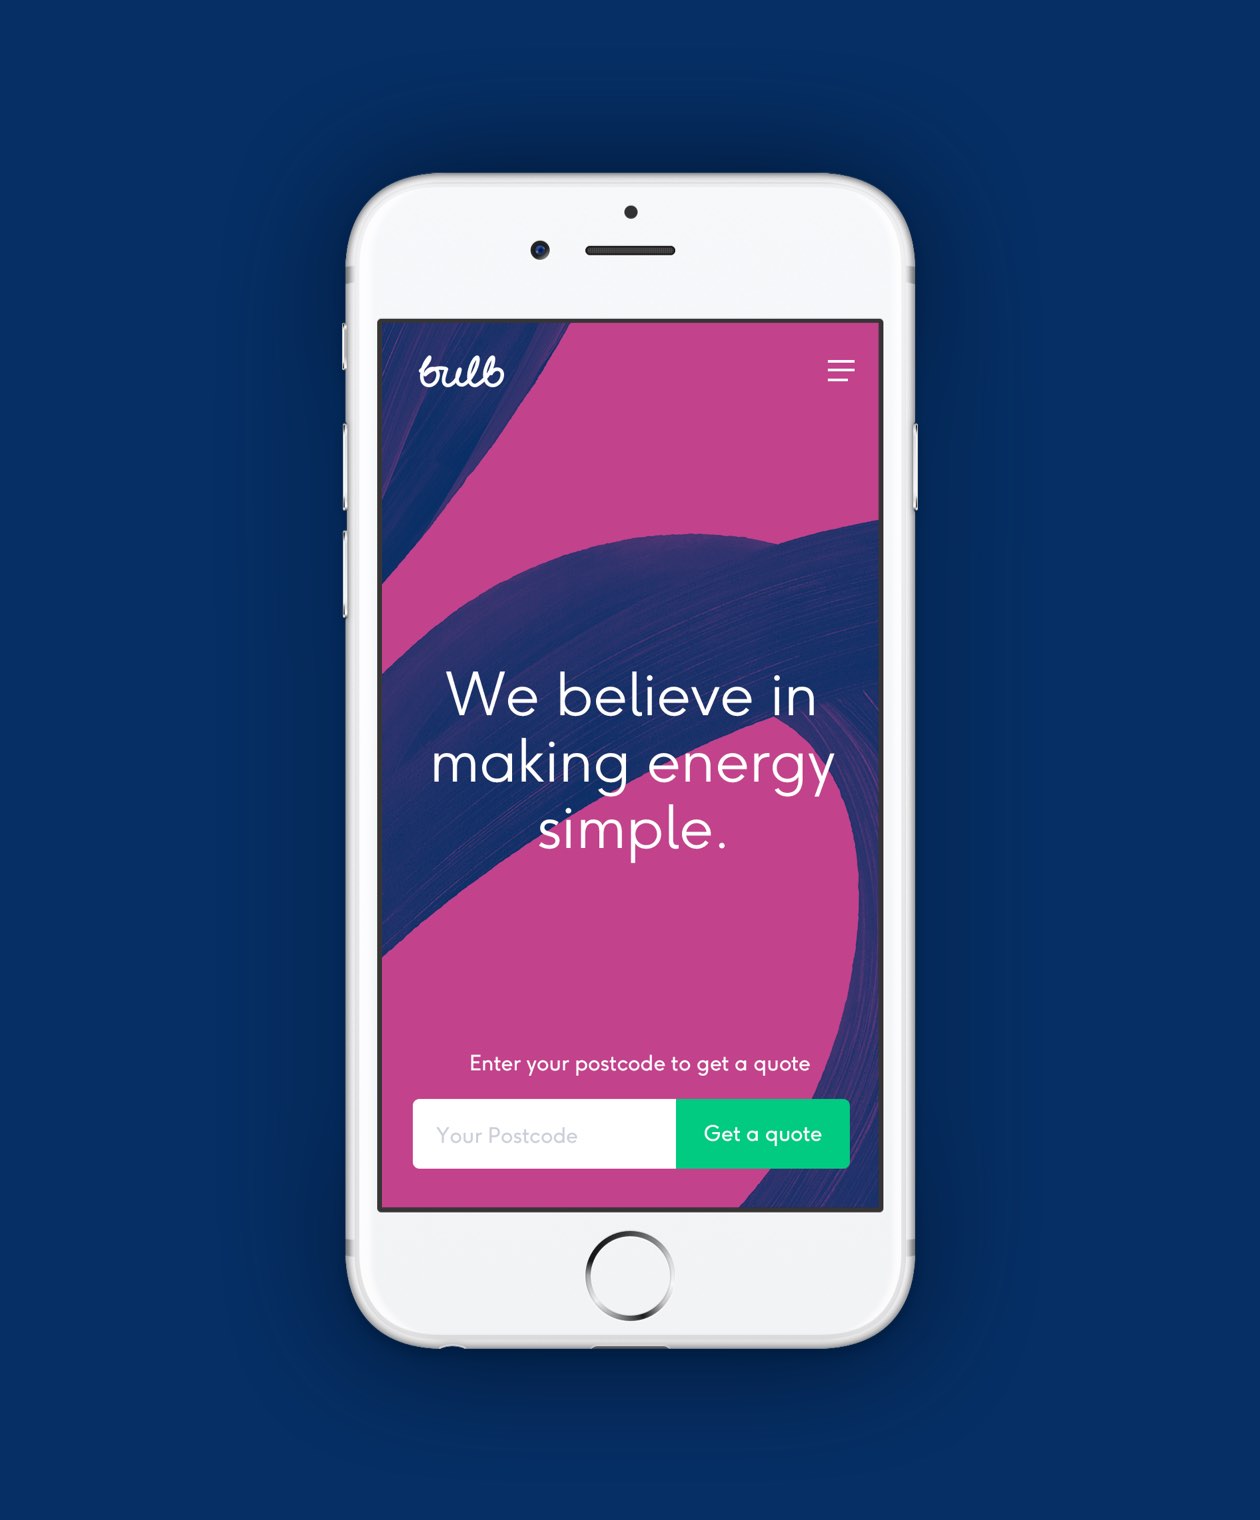 bulb
We believe in
making energy
simple.
Enter your postcode to get a quote
Your Postcode
Get a quote